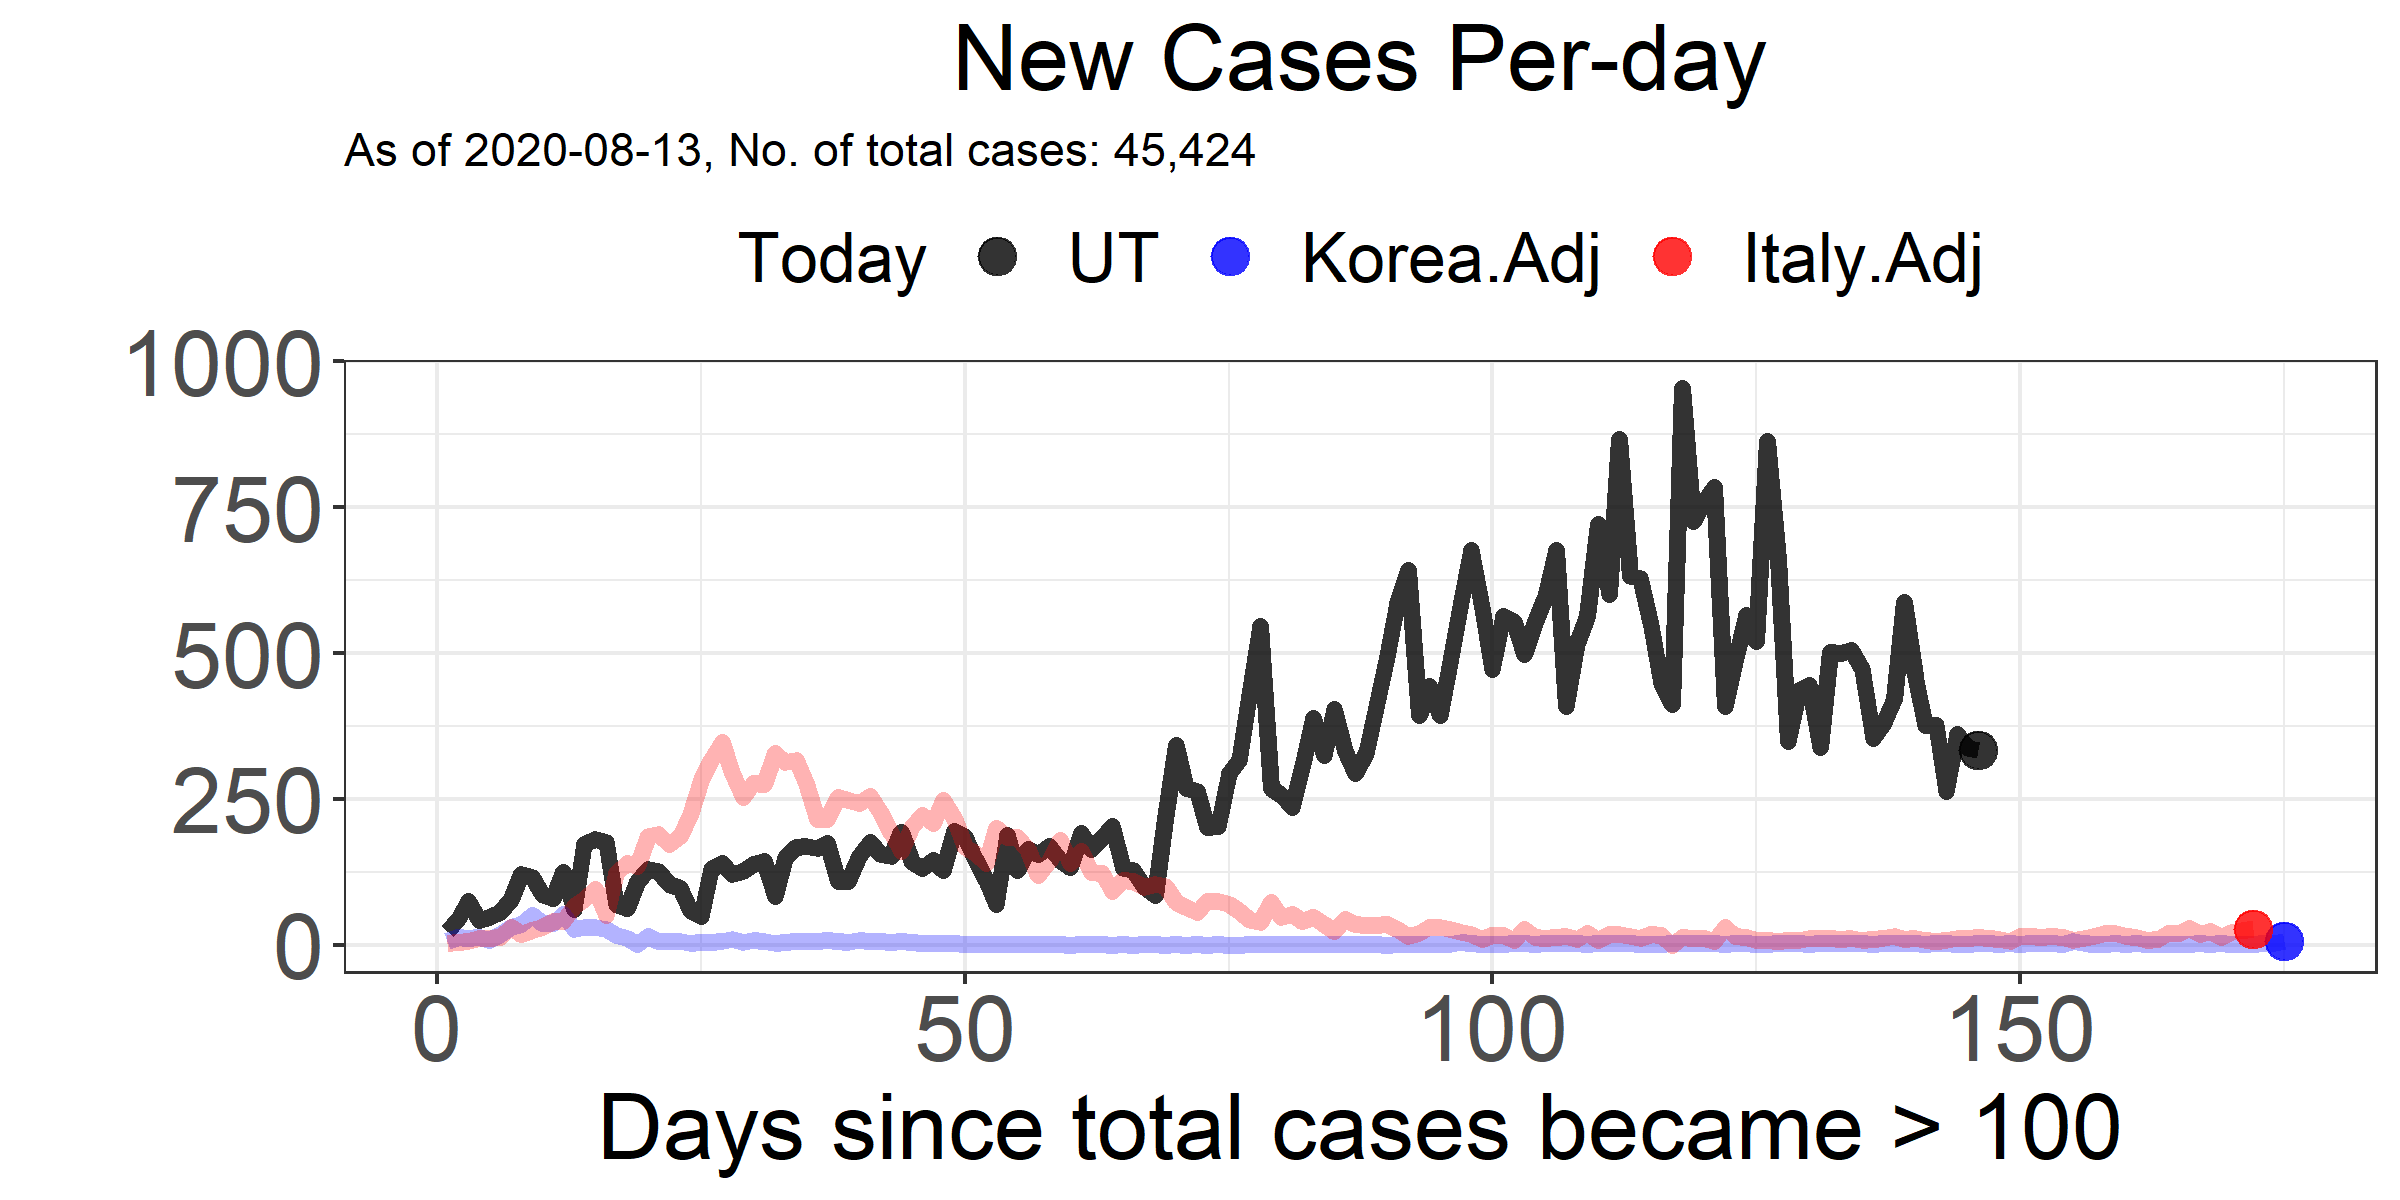 New Cases Per-day
As of 2020-08-13, No. of total cases: 45,424
Today UT Korea.Adj Italy.Adj
1000
750
500
250
0
0 50 100 150
Days since total cases became > 100